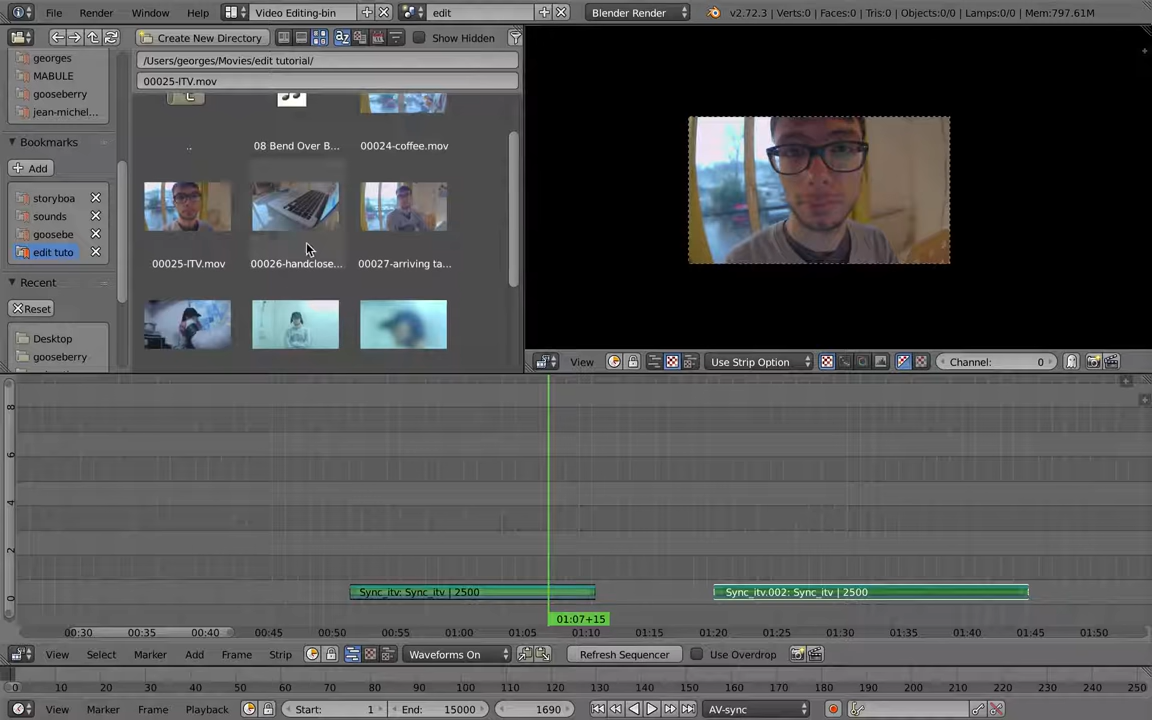 File Render Window Help Video Editing-bin edit Blender Render v2.72.3 | Verts:0 | Faces:0 | Tris:0 | Objects:0/0 | Lamps:0/0 | Mem:797.61M
Create New Directory Show Hidden
georges
MABULE
gooseberry
jean-michel...
Bookmarks
Add
storyboa
sounds
goosebe
edit tuto
Recent
Reset
Desktop
gooseberry
/Users/georges/Movies/edit tutorial/
00025-ITV.mov
.. 08 Bend Over B... 00024-coffee.mov
00025-ITV.mov 00026-handclose... 00027-arriving ta...
View Use Strip Option Channel: 0
8
6
4
2
0
Sync_itv: Sync_itv | 2500 Sync_itv.002: Sync_itv | 2500
01:07+15
00:30 00:35 00:40 00:45 00:50 00:55 01:00 01:05 01:10 01:15 01:20 01:25 01:30 01:35 01:40 01:45 01:50
View Select Marker Add Frame Strip Waveforms On Refresh Sequencer Use Overdrop
0 10 20 30 40 50 60 70 80 90 100 110 120 130 140 150 160 170 180 190 200 210 220 230 240 250
View Marker Frame Playback Start: 1 End: 15000 1690 AV-sync